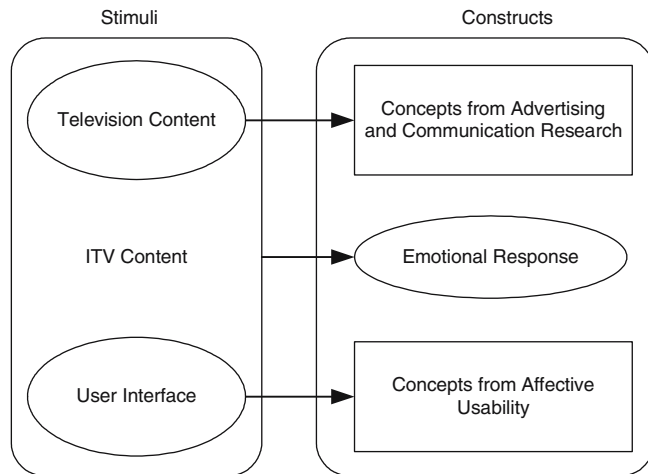 Stimuli
Constructs
Television Content
Concepts from Advertising
and Communication Research
ITV Content
Emotional Response
User Interface
Concepts from Affective
Usability